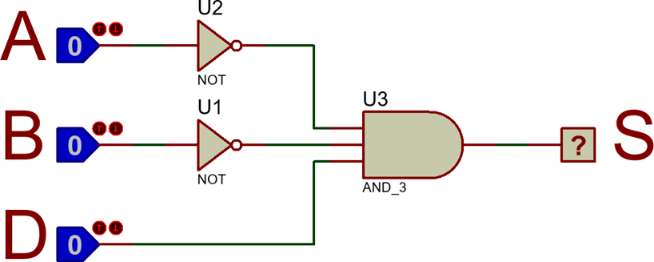 A 0 U2
NOT
B 0 U1
NOT
U3
AND_3
? S
D 0